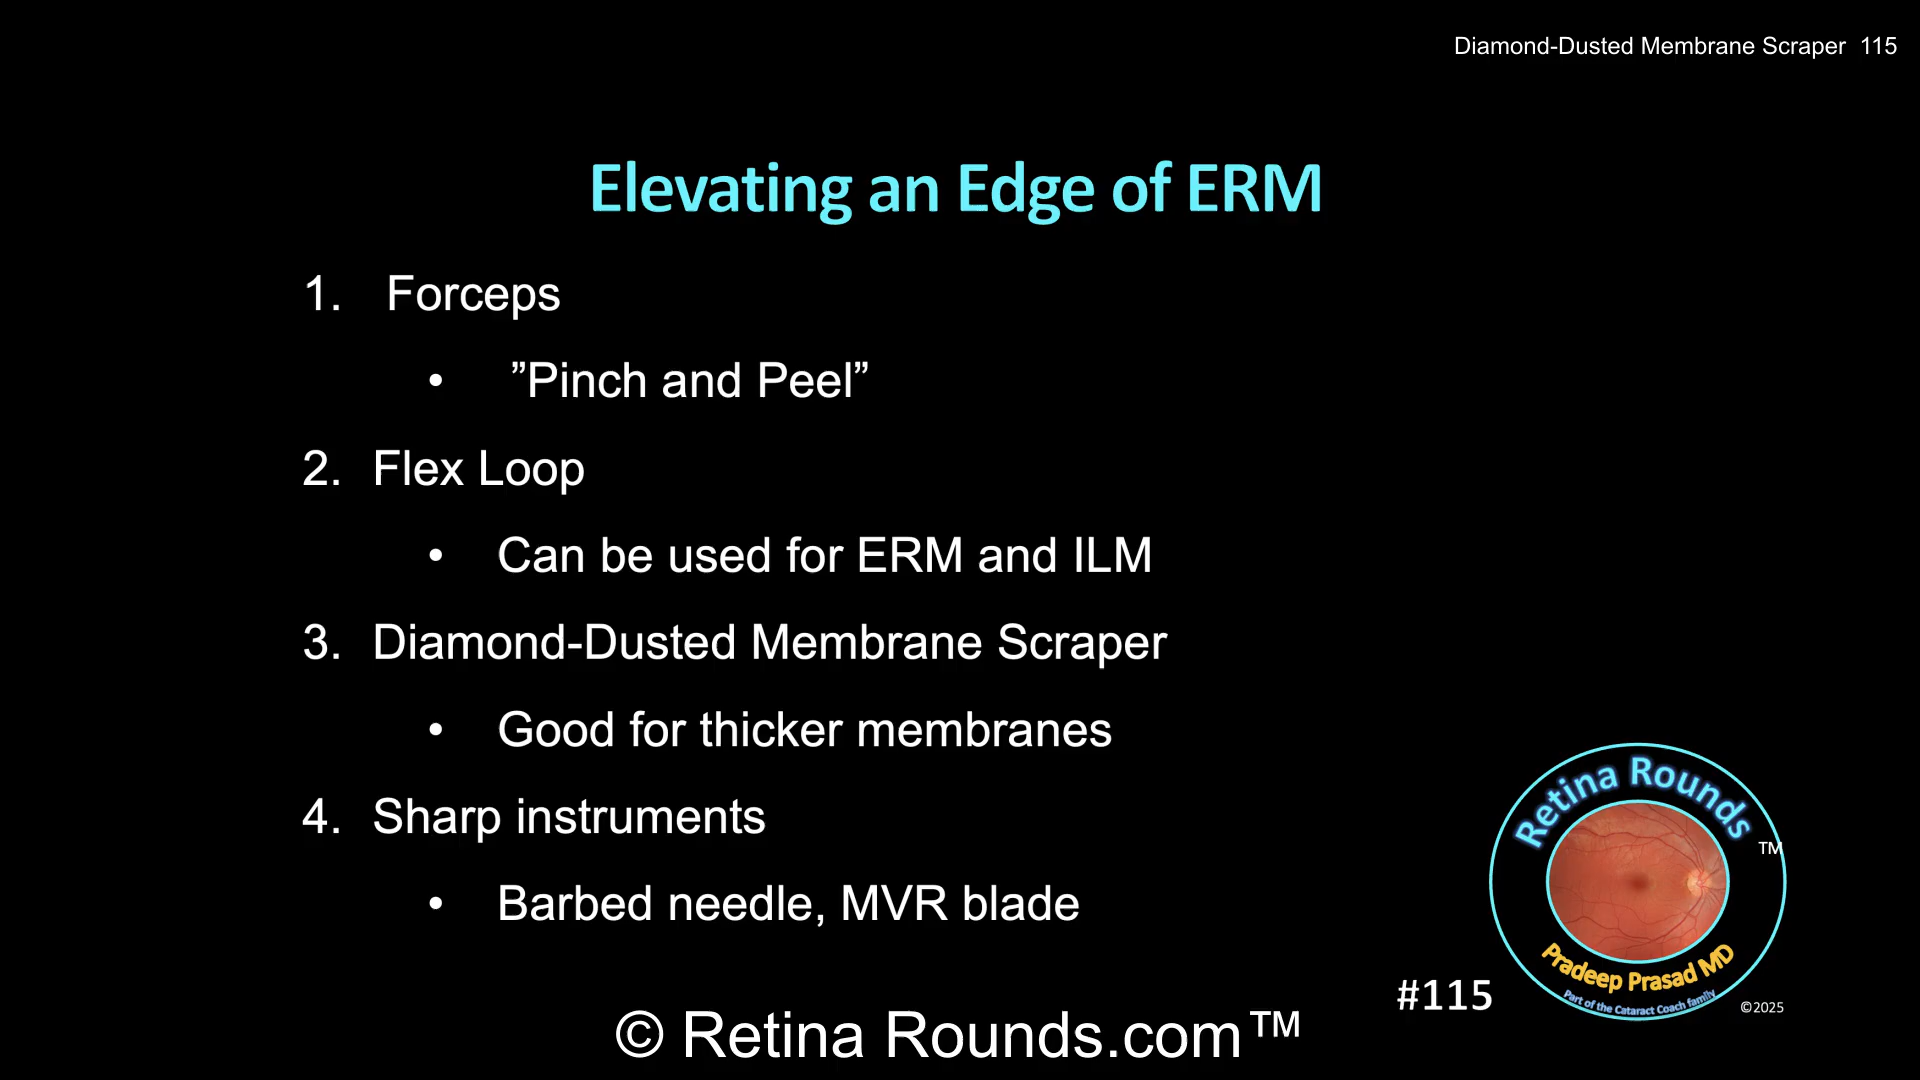 Diamond-Dusted Membrane Scraper 115
Elevating an Edge of ERM
1. Forceps
• ”Pinch and Peel”
2. Flex Loop
• Can be used for ERM and ILM
3. Diamond-Dusted Membrane Scraper
• Good for thicker membranes
4. Sharp instruments
• Barbed needle, MVR blade
Retina Rounds
TM
Pradeep Prasad MD
Part of the Cataract Coach family
#115
©2025
© Retina Rounds.com™